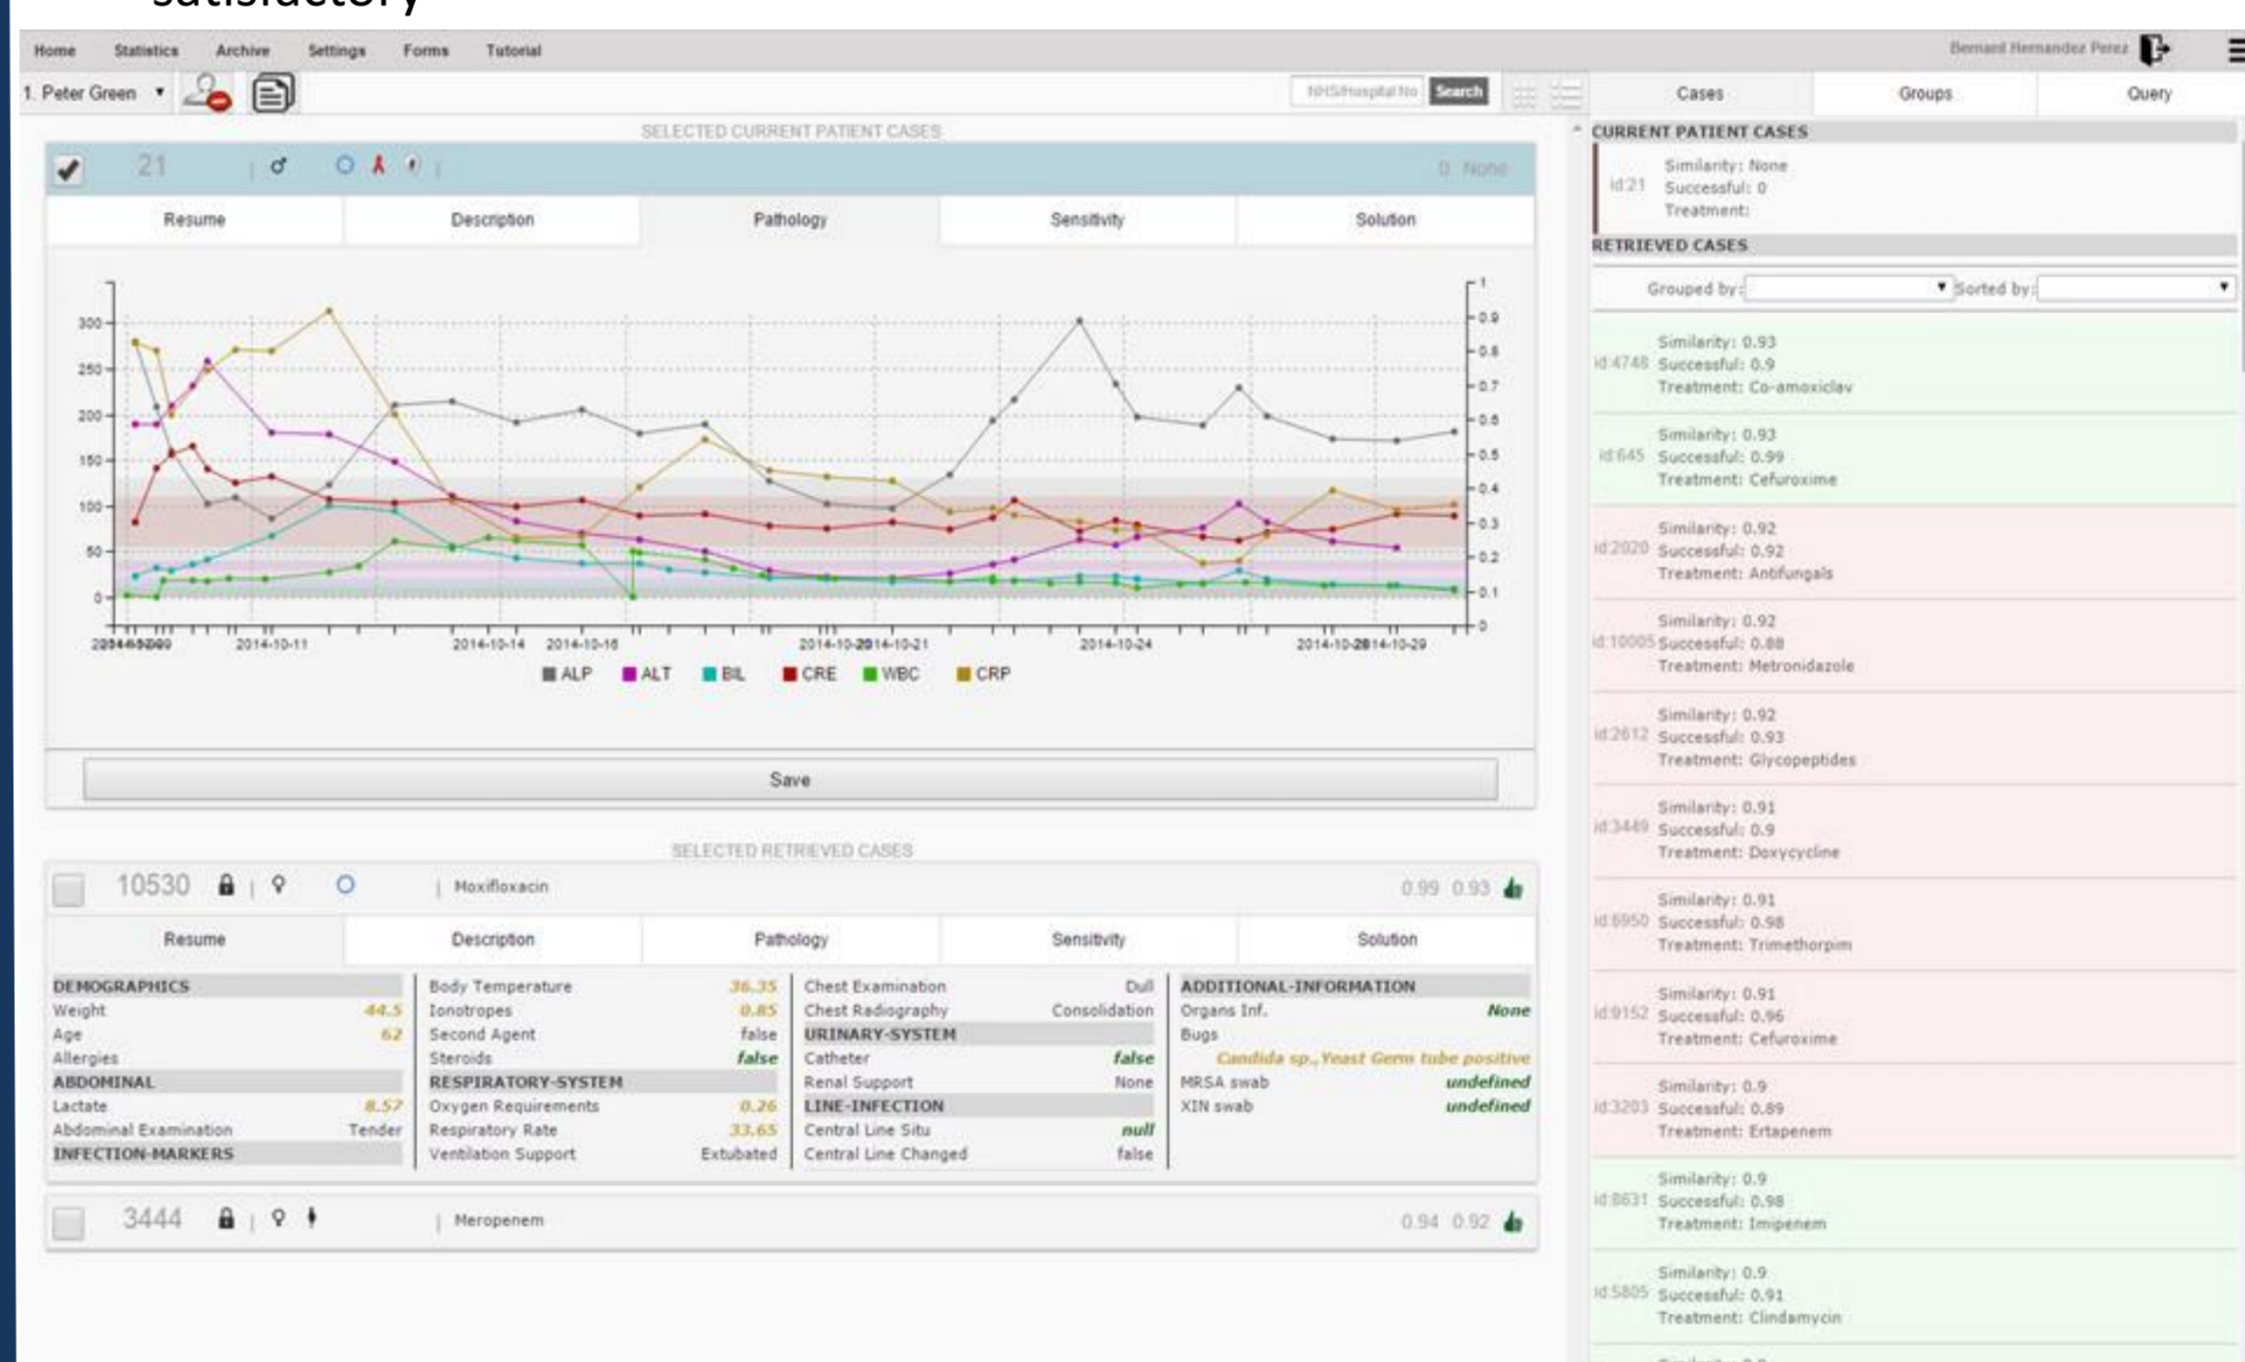 satisfactory
Home Statistics Archive Settings Forms Tutorial Bernard Hernandez Perez
1. Peter Green NHS/Hospital No Search Cases Groups Query
SELECTED CURRENT PATIENT CASES
21 0 None
Resume Description Pathology Sensitivity Solution
300
250
200
150
100
50
0
1
0.9
0.8
0.7
0.6
0.5
0.4
0.3
0.2
0.1
0
2014-10-11 2014-10-14 2014-10-16 2014-10-21 2014-10-24 2014-10-29
ALP ALT BIL CRE WBC CRP
Save
SELECTED RETRIEVED CASES
10530 | Moxifloxacin 0.99 0.93
Resume Description Pathology Sensitivity Solution
DEMOGRAPHICS
Weight 44.5
Age 62
Allergies
ABDOMINAL
Lactate 8.57
Abdominal Examination Tender
INFECTION-MARKERS
Body Temperature 36.35
Ionotropes 0.85
Second Agent false
Steroids false
RESPIRATORY-SYSTEM
Oxygen Requirements 0.26
Respiratory Rate 33.65
Ventilation Support Extubated
Chest Examination Dull
Chest Radiography Consolidation
URINARY-SYSTEM
Catheter false
Renal Support None
LINE-INFECTION
Central Line Situ null
Central Line Changed false
ADDITIONAL-INFORMATION
Organs Inf. None
Bugs
Candida sp.,Yeast Germ tube positive
MRSA swab undefined
XIN swab undefined
3444 | Meropenem 0.94 0.92
CURRENT PATIENT CASES
Similarity: None
id:21 Successful: 0
Treatment:
RETRIEVED CASES
Grouped by: Sorted by:
Similarity: 0.93
id:4748 Successful: 0.9
Treatment: Co-amoxiclav
Similarity: 0.93
id:645 Successful: 0.99
Treatment: Cefuroxime
Similarity: 0.92
id:2020 Successful: 0.92
Treatment: Antifungals
Similarity: 0.92
id:10005 Successful: 0.88
Treatment: Metronidazole
Similarity: 0.92
id:2612 Successful: 0.93
Treatment: Glycopeptides
Similarity: 0.91
id:3449 Successful: 0.9
Treatment: Doxycycline
Similarity: 0.91
id:6950 Successful: 0.98
Treatment: Trimethorpim
Similarity: 0.91
id:9152 Successful: 0.96
Treatment: Cefuroxime
Similarity: 0.9
id:3203 Successful: 0.89
Treatment: Ertapenem
Similarity: 0.9
id:8631 Successful: 0.98
Treatment: Imipenem
Similarity: 0.9
id:5805 Successful: 0.91
Treatment: Clindamycin